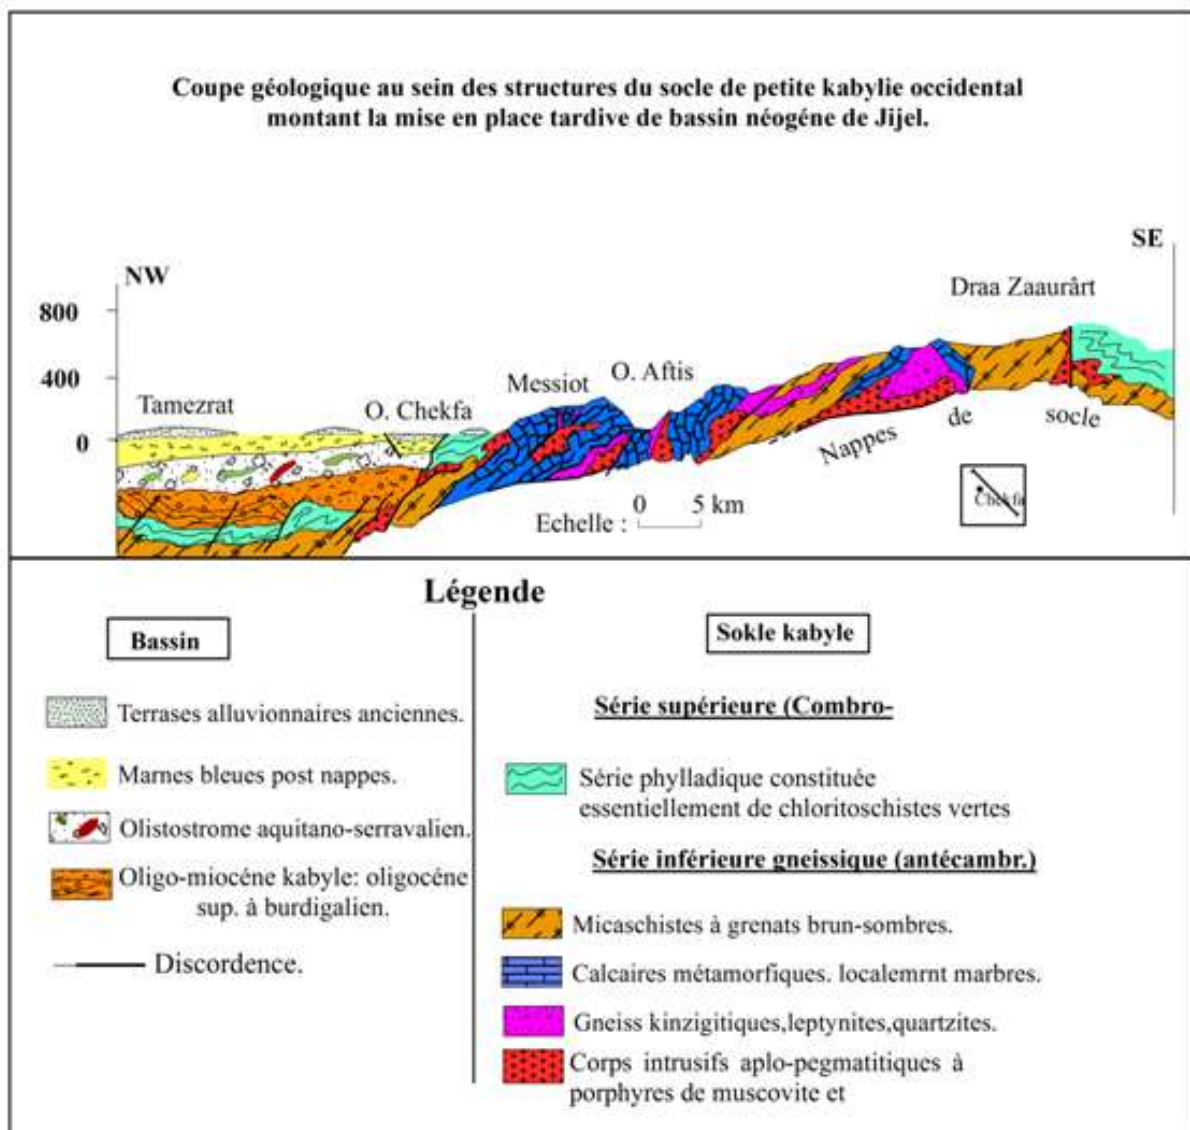 Coupe géologique au sein des structures du socle de petite kabylie occidental
montant la mise en place tardive de bassin néogéne de Jijel.
NW
SE
800
400
0
Tamezrat
O. Chekfa
Messiot
O. Aftis
Draa Zaaurârt
Nappes de socle
Chekfa
0 5 km
Echelle :
Légende
Bassin
Terrases alluvionnaires anciennes.
Marnes bleues post nappes.
Olistostrome aquitano-serravalien.
Oligo-miocéne kabyle: oligocéne
sup. à burdigalien.
Discordence.
Sokle kabyle
Série supérieure (Combro-
Série phylladique constituée
essentiellement de chloritoschistes vertes
Série inférieure gneissique (antécambr.)
Micaschistes à grenats brun-sombres.
Calcaires métamorfiques. localemrnt marbres.
Gneiss kinzigitiques,leptynites,quartzites.
Corps intrusifs aplo-pegmatitiques à
porphyres de muscovite et